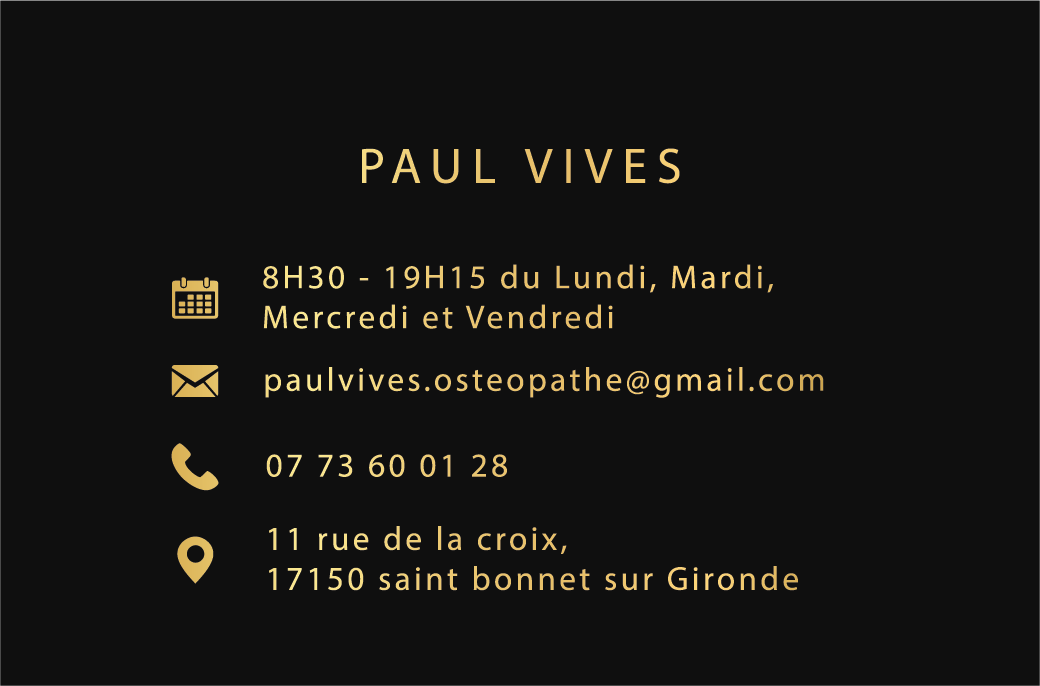 PAUL VIVES
8H30 - 19H15 du Lundi, Mardi,
Mercredi et Vendredi
paulvives.osteopathe@gmail.com
07 73 60 01 28
11 rue de la croix,
17150 saint bonnet sur Gironde